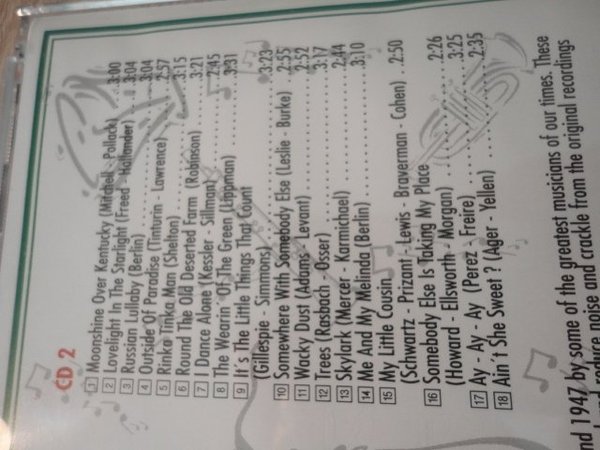 CD 2
1 Moonshine Over Kentucky (Mitchell - Pollack) 3:00
2 Lovelight In The Starlight (Freed - Hollander) 3:04
3 Russian Lullaby (Berlin) 3:04
4 Outside Of Paradise (Tinturin - Lawrence) 2:57
5 Rinka Tinka Man (Shelton) 3:15
6 Round The Old Deserted Farm (Robinson) 3:21
7 I Dance Alone (Kessler - Sillman) 2:45
8 The Wearin´ Of The Green (Lippman) 3:31
9 It´s The Little Things That Count
(Gillespie - Simmons) 3:23
10 Somewhere With Somebody Else (Leslie - Burke) 2:55
11 Wacky Dust (Adams - Levant) 2:52
12 Trees (Rasbach - Osser) 3:17
13 Skylark (Mercer - Karmichael) 2:44
14 Me And My Melinda (Berlin) 3:10
15 My Little Cousin
(Schwartz - Prizant - Lewis - Braverman - Cohen) 2:50
16 Somebody Else Is Taking My Place
(Howard - Ellsworth - Morgan) 2:26
17 Ay - Ay - Ay (Perez - Freire) 3:25
18 Ain´t She Sweet? (Ager - Yellen) 2:35
nd 1947 by some of the greatest musicians of our times. These
reduce noise and crackle from the original recordings